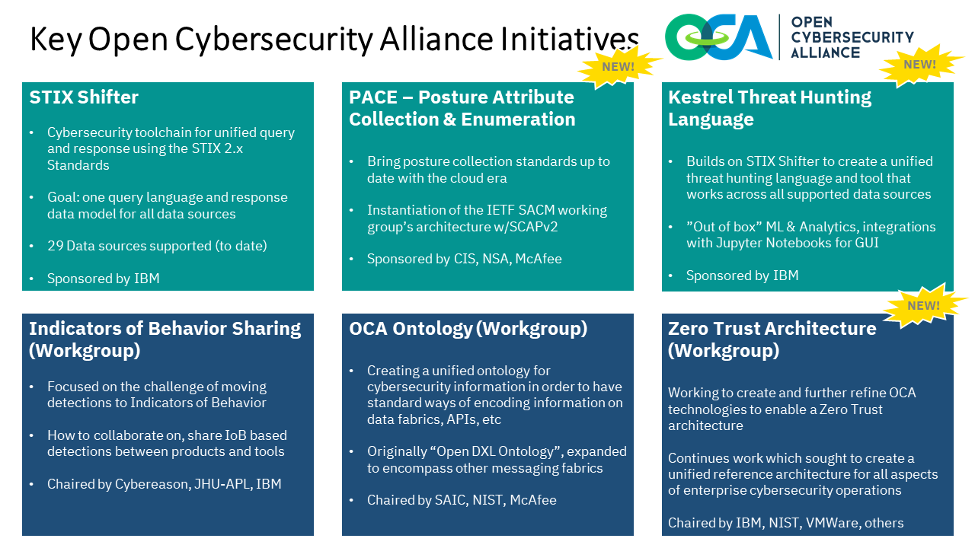 Key Open Cybersecurity Alliance Initiatives
OCA
OPEN
CYBERSECURITY
ALLIANCE
NEW!
NEW!
STIX Shifter
• Cybersecurity toolchain for unified query
and response using the STIX 2.x
Standards
• Goal: one query language and response
data model for all data sources
• 29 Data sources supported (to date)
• Sponsored by IBM
PACE – Posture Attribute
Collection & Enumeration
• Bring posture collection standards up to
date with the cloud era
• Instantiation of the IETF SACM working
group’s architecture w/SCAPv2
• Sponsored by CIS, NSA, McAfee
Kestrel Threat Hunting
Language
• Builds on STIX Shifter to create a unified
threat hunting language and tool that
works across all supported data sources
• ”Out of box” ML & Analytics, integrations
with Jupyter Notebooks for GUI
• Sponsored by IBM
Indicators of Behavior Sharing
(Workgroup)
• Focused on the challenge of moving
detections to Indicators of Behavior
• How to collaborate on, share IoB based
detections between products and tools
• Chaired by Cybereason, JHU-APL, IBM
OCA Ontology (Workgroup)
• Creating a unified ontology for
cybersecurity information in order to have
standard ways of encoding information on
data fabrics, APIs, etc
• Originally “Open DXL Ontology”, expanded
to encompass other messaging fabrics
• Chaired by SAIC, NIST, McAfee
NEW!
Zero Trust Architecture
(Workgroup)
Working to create and further refine OCA
technologies to enable a Zero Trust
architecture
Continues work which sought to create a
unified reference architecture for all aspects
of enterprise cybersecurity operations
Chaired by IBM, NIST, VMWare, others